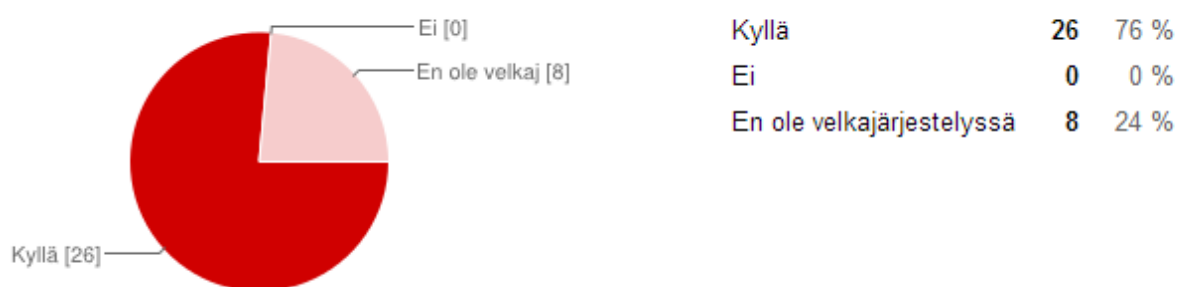 Ei [0]
En ole velkaj [8]
Kyllä [26]
Kyllä 26 76 %
Ei 0 0 %
En ole velkajärjestelyssä 8 24 %